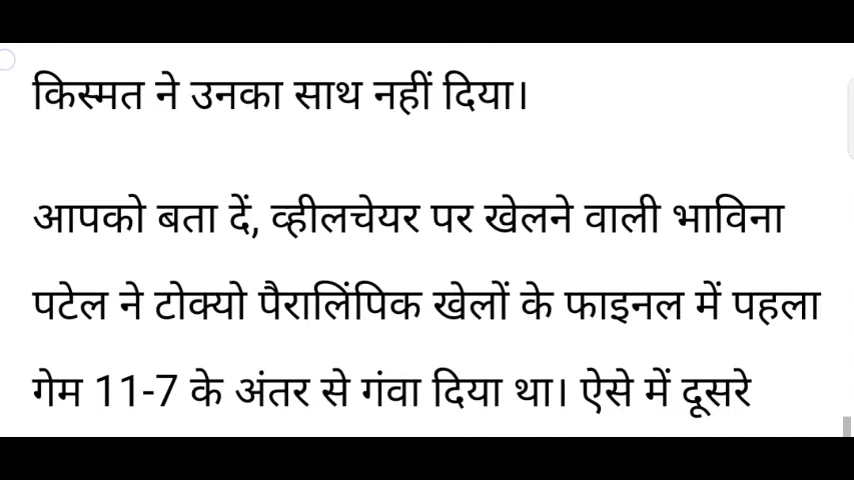 किस्मत ने उनका साथ नहीं दिया।
आपको बता दें, व्हीलचेयर पर खेलने वाली भाविना
पटेल ने टोक्यो पैरालिंपिक खेलों के फाइनल में पहला
गेम 11-7 के अंतर से गंवा दिया था। ऐसे में दूसरे